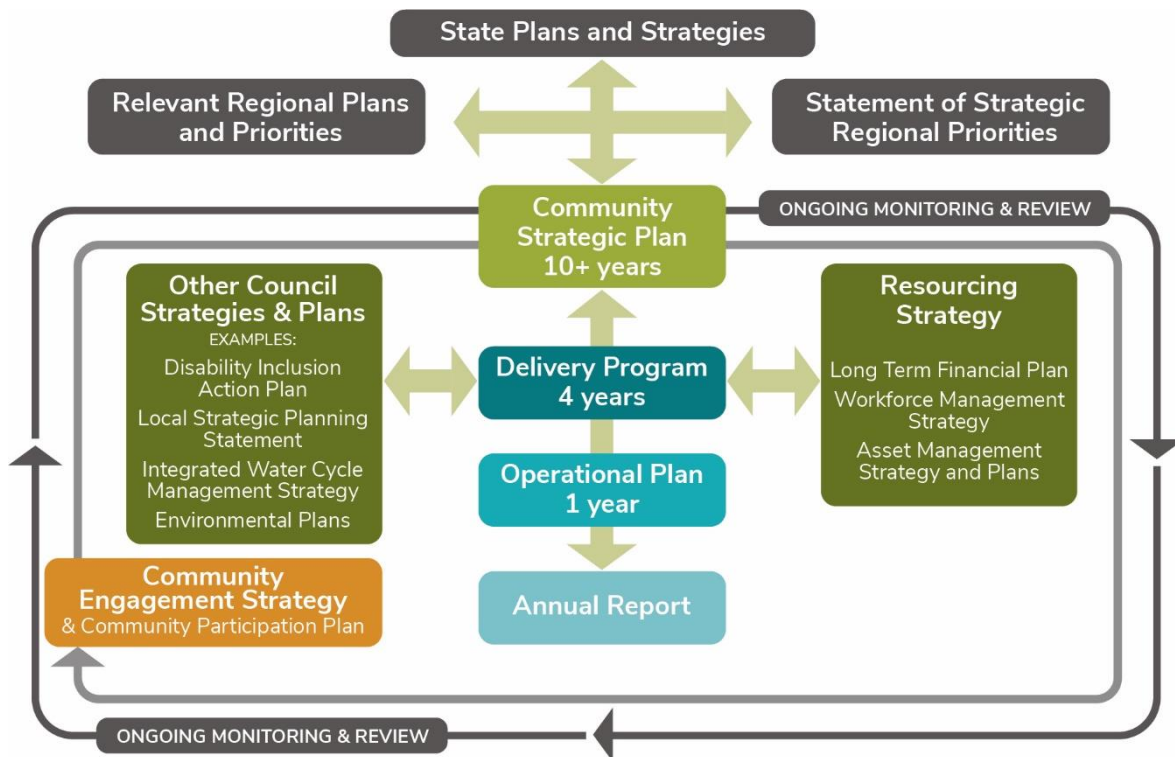 State Plans and Strategies
Relevant Regional Plans
and Priorities
Statement of Strategic
Regional Priorities
Community
Strategic Plan
10+ years
ONGOING MONITORING & REVIEW
Other Council
Strategies & Plans
EXAMPLES:
Disability Inclusion
Action Plan
Local Strategic Planning
Statement
Integrated Water Cycle
Management Strategy
Environmental Plans
Delivery Program
4 years
Resourcing
Strategy
Long Term Financial Plan
Workforce Management
Strategy
Asset Management
Strategy and Plans
Operational Plan
1 year
Community
Engagement Strategy
& Community Participation Plan
Annual Report
ONGOING MONITORING & REVIEW